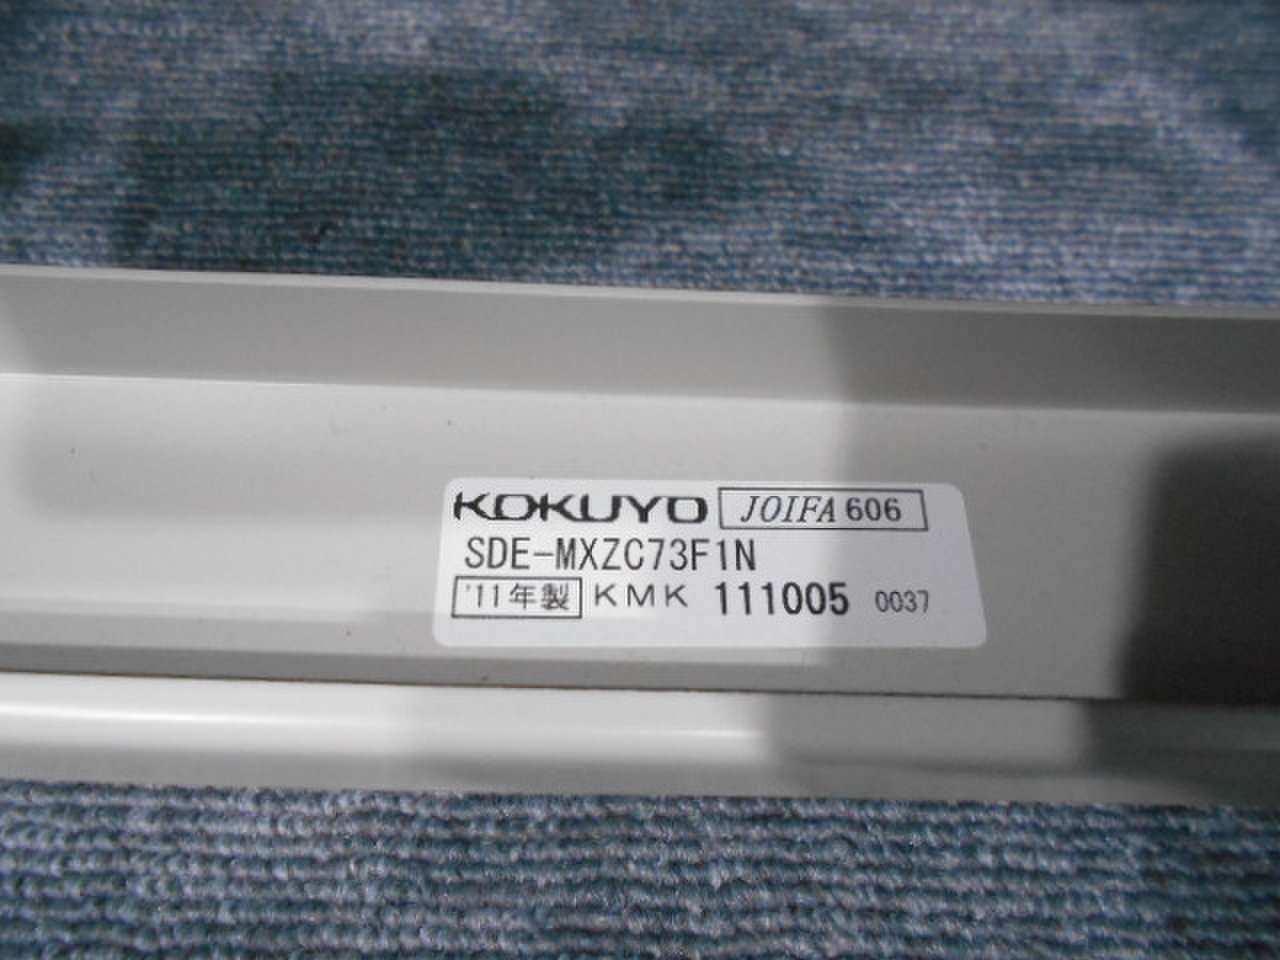 KOKUYO JOIFA 606
SDE-MXZC73F1N
'11年製 KMK 111005 0037